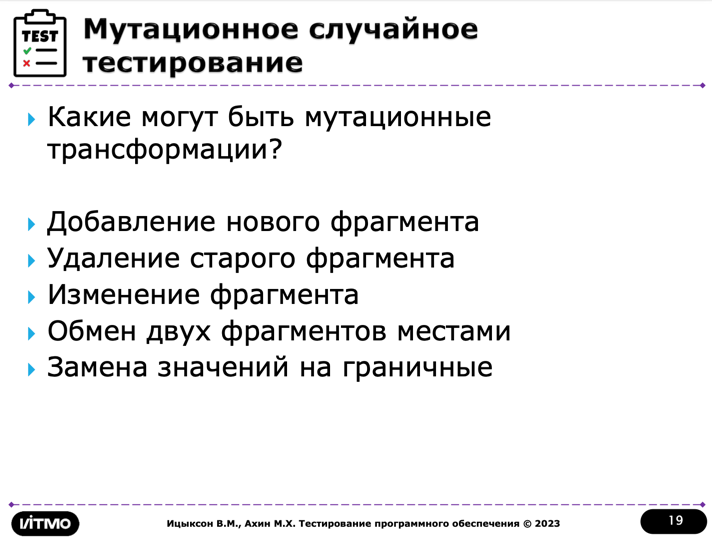 TEST
Мутационное случайное
тестирование
Какие могут быть мутационные
трансформации?
Добавление нового фрагмента
Удаление старого фрагмента
Изменение фрагмента
Обмен двух фрагментов местами
Замена значений на граничные
ИТМО
Ицыксон В.М., Ахин М.Х. Тестирование программного обеспечения © 2023
19